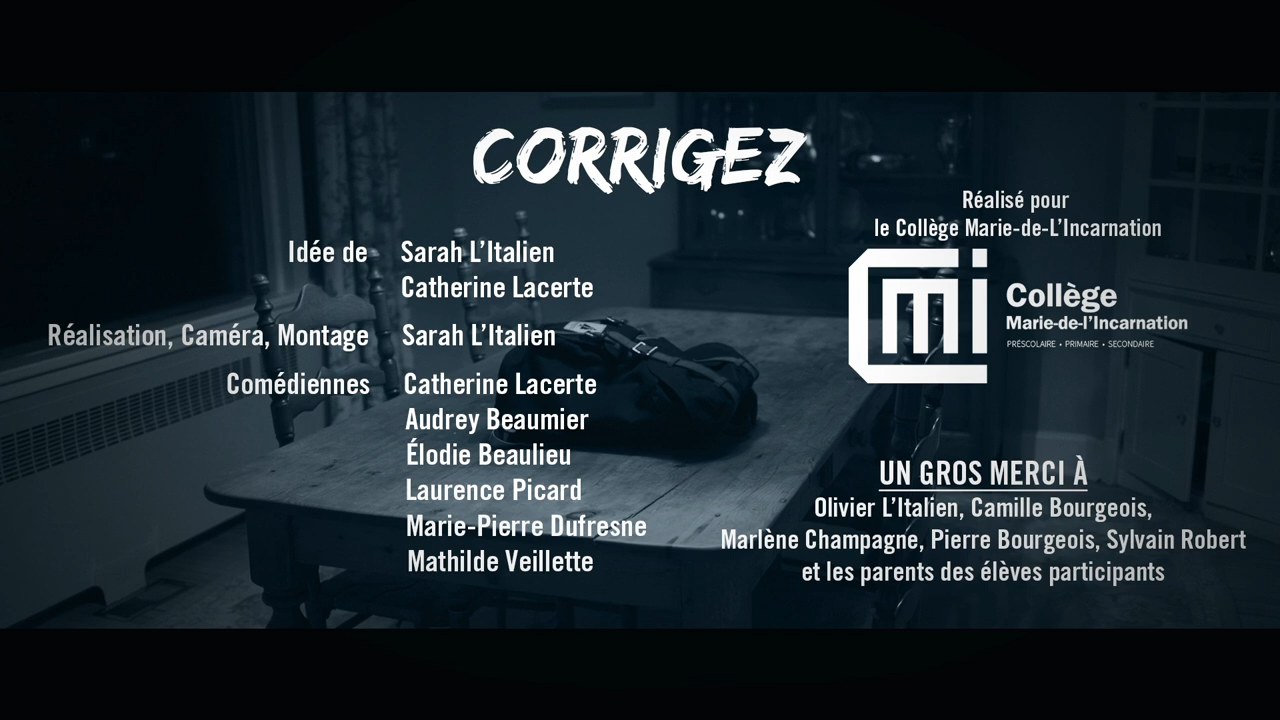 CORRIGEZ
Idée de Sarah L'Italien
Catherine Lacerte
Réalisation, Caméra, Montage Sarah L'Italien
Comédiennes Catherine Lacerte
Audrey Beaumier
Élodie Beaulieu
Laurence Picard
Marie-Pierre Dufresne
Mathilde Veillette
Réalisé pour
le Collège Marie-de-L'Incarnation
Cmi
Collège
Marie-de-l'Incarnation
PRÉSCOLAIRE • PRIMAIRE • SECONDAIRE
UN GROS MERCI À
Olivier L'Italien, Camille Bourgeois,
Marlène Champagne, Pierre Bourgeois, Sylvain Robert
et les parents des élèves participants